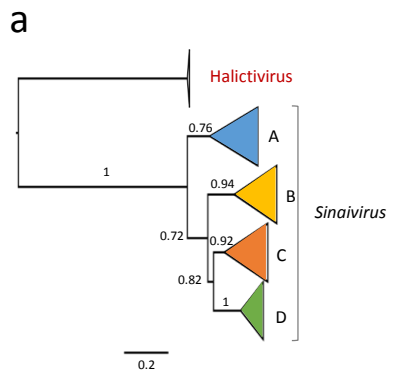 a
Halictivirus
0.76
A
1
0.94
B
Sinaivirus
0.72
0.92
C
0.82
1
D
0.2